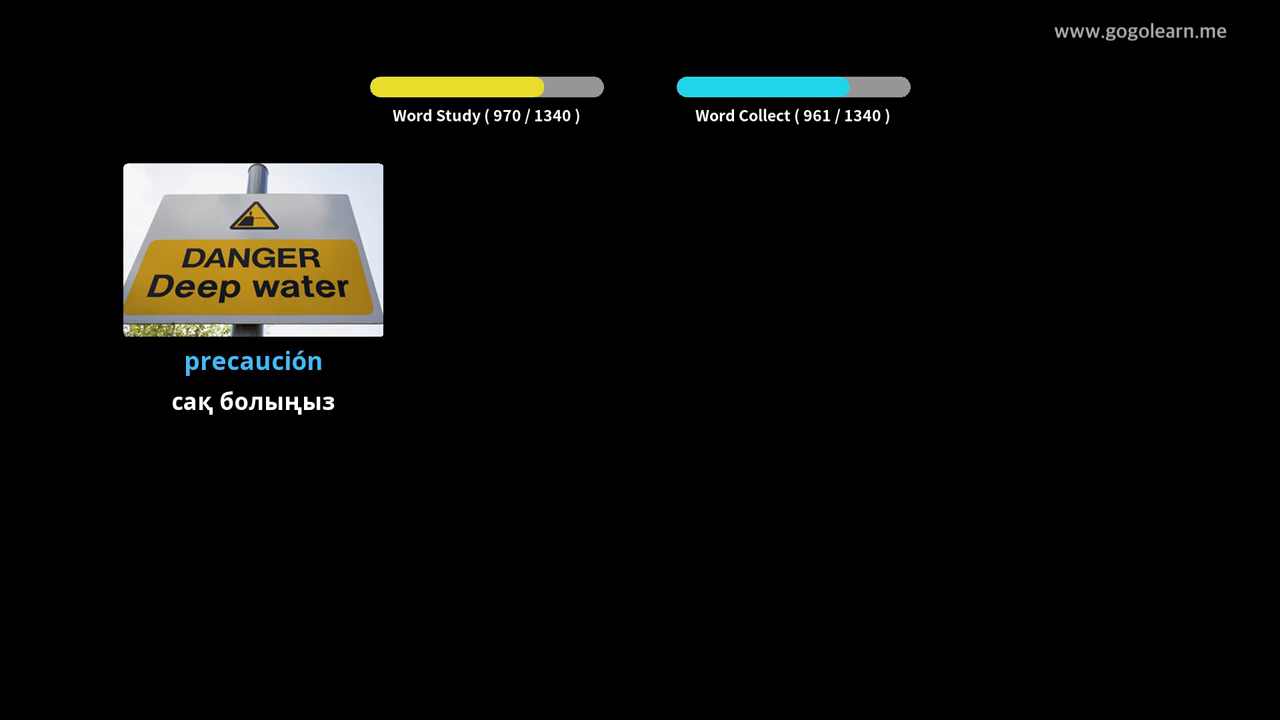 www.gogolearn.me
Word Study ( 970 / 1340 )
Word Collect ( 961 / 1340 )
DANGER
Deep water
precaución
сақ болыңыз